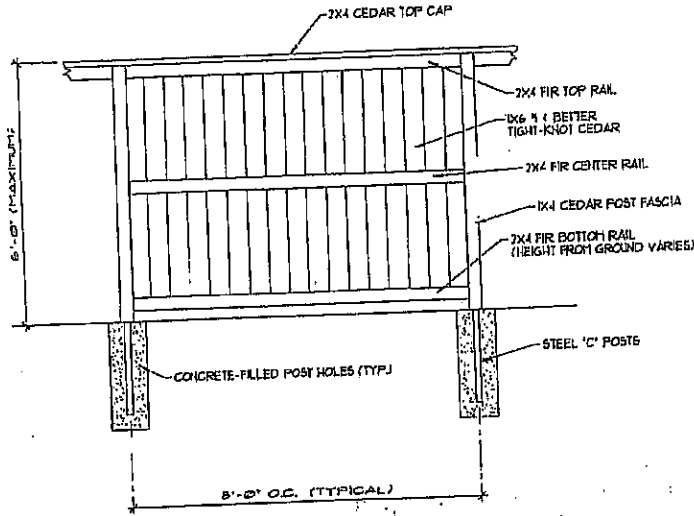 2X4 CEDAR TOP CAP
2X4 FIR TOP RAIL
1X6 #4 & BETTER
TIGHT-KNOT CEDAR
2X4 FIR CENTER RAIL
1X4 CEDAR POST FASCIA
2X4 FIR BOTTOM RAIL
(HEIGHT FROM GROUND VARIES)
STEEL 'C' POSTS
CONCRETE-FILLED POST HOLES (TYP.)
6'-0" (MAXIMUM)
8'-0" O.C. (TYPICAL)